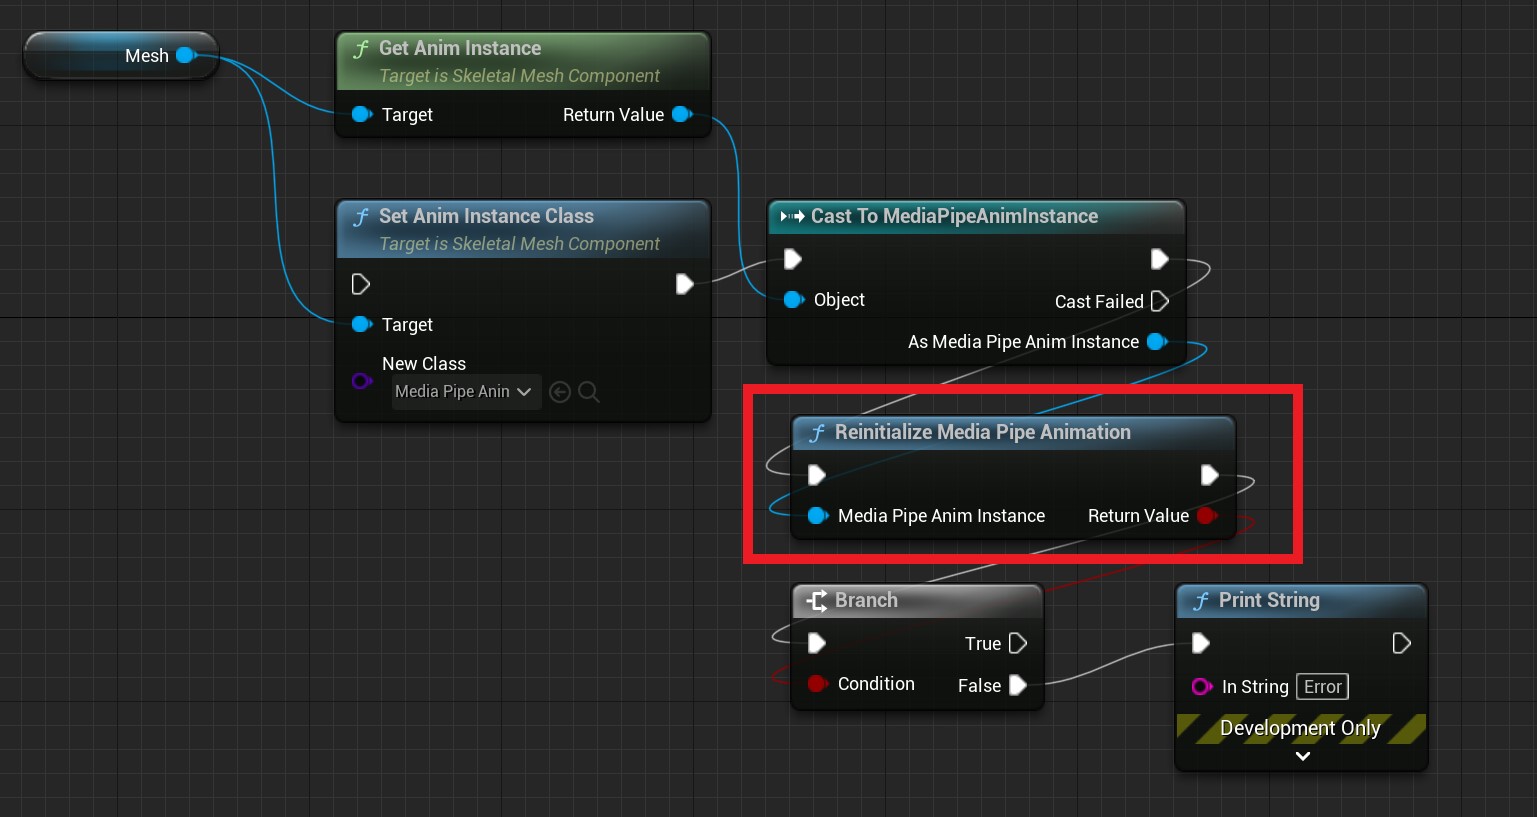 Mesh
Get Anim Instance
Target is Skeletal Mesh Component
Target
Return Value
Set Anim Instance Class
Target is Skeletal Mesh Component
Target
New Class
Media Pipe Anin
Cast To MediaPipeAnimInstance
Object
Cast Failed
As Media Pipe Anim Instance
Reinitialize Media Pipe Animation
Media Pipe Anim Instance
Return Value
Branch
True
Condition
False
Print String
In String
Error
Development Only